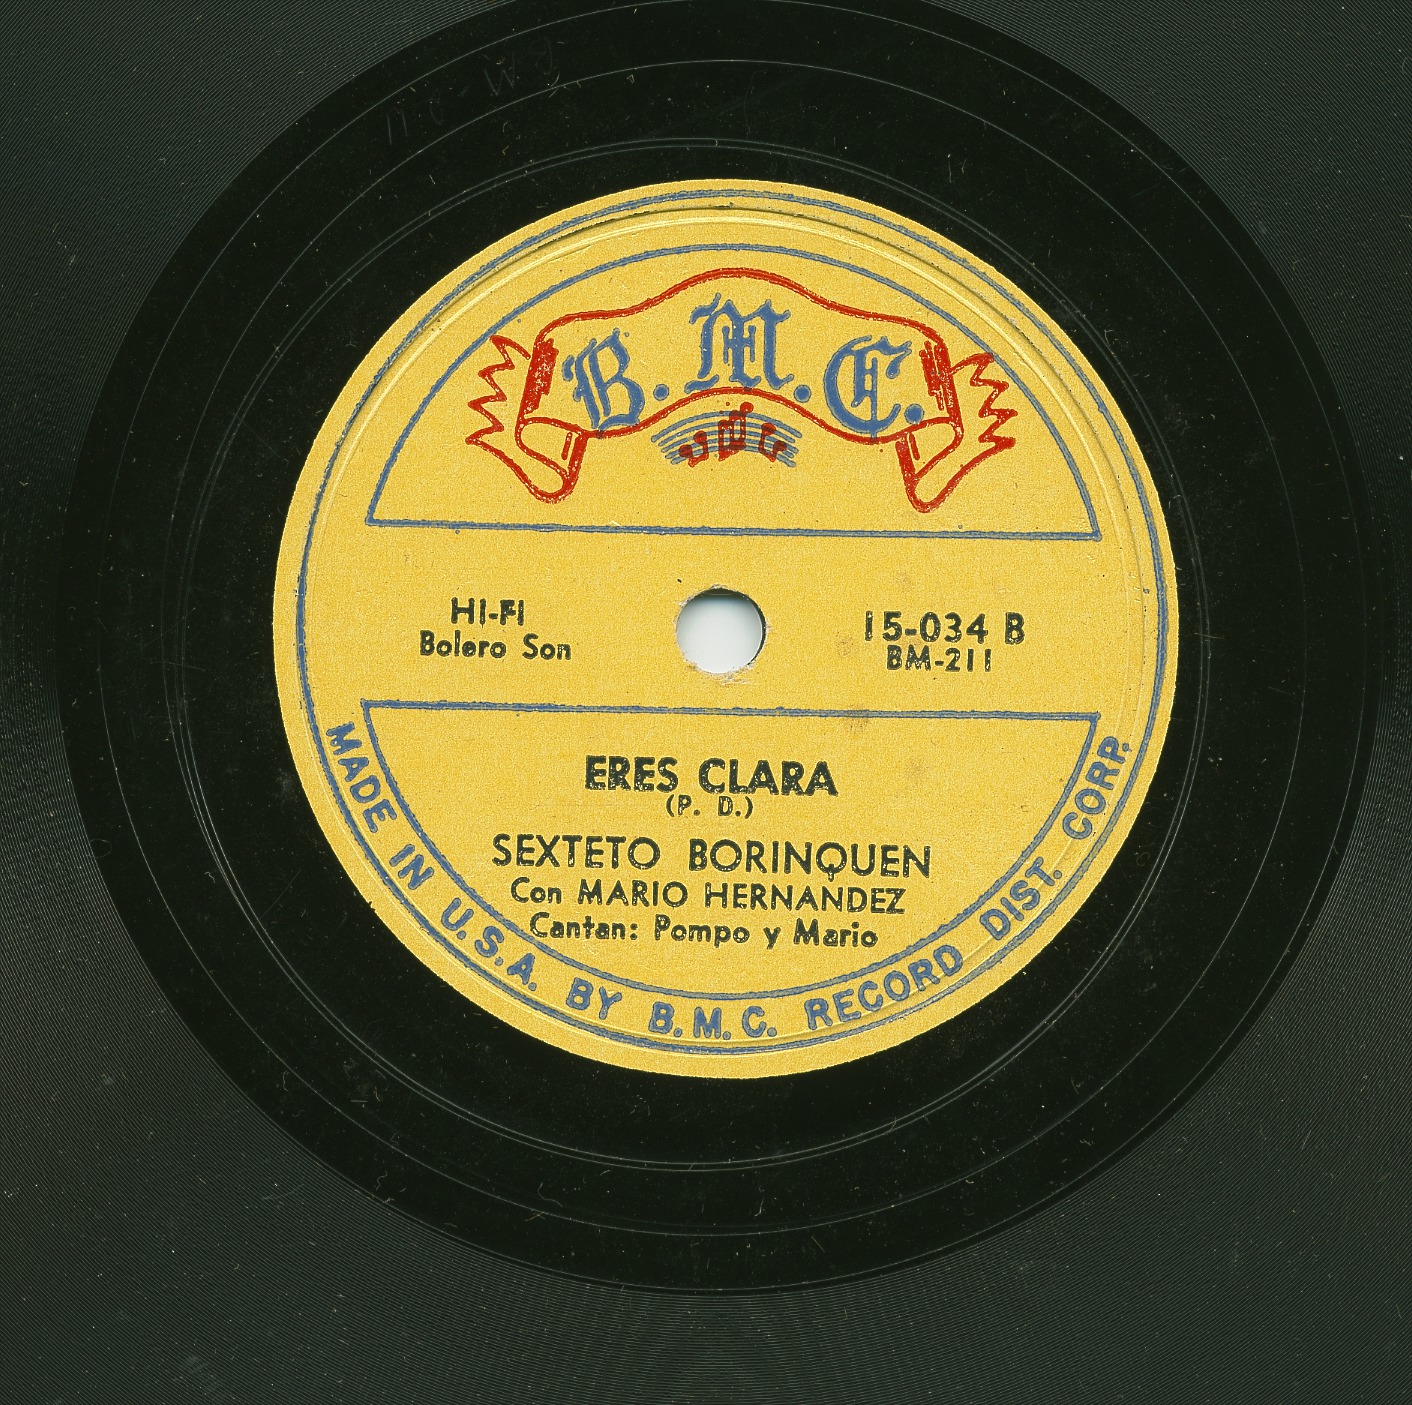 B.M.C.
HI-FI
Bolero Son
15-034 B
BM-211
ERES CLARA
(P. D.)
SEXTETO BORINQUEN
Con MARIO HERNANDEZ
Cantan: Pompo y Mario
MADE IN U.S.A. BY B.M.C. RECORD DIST. CORP.